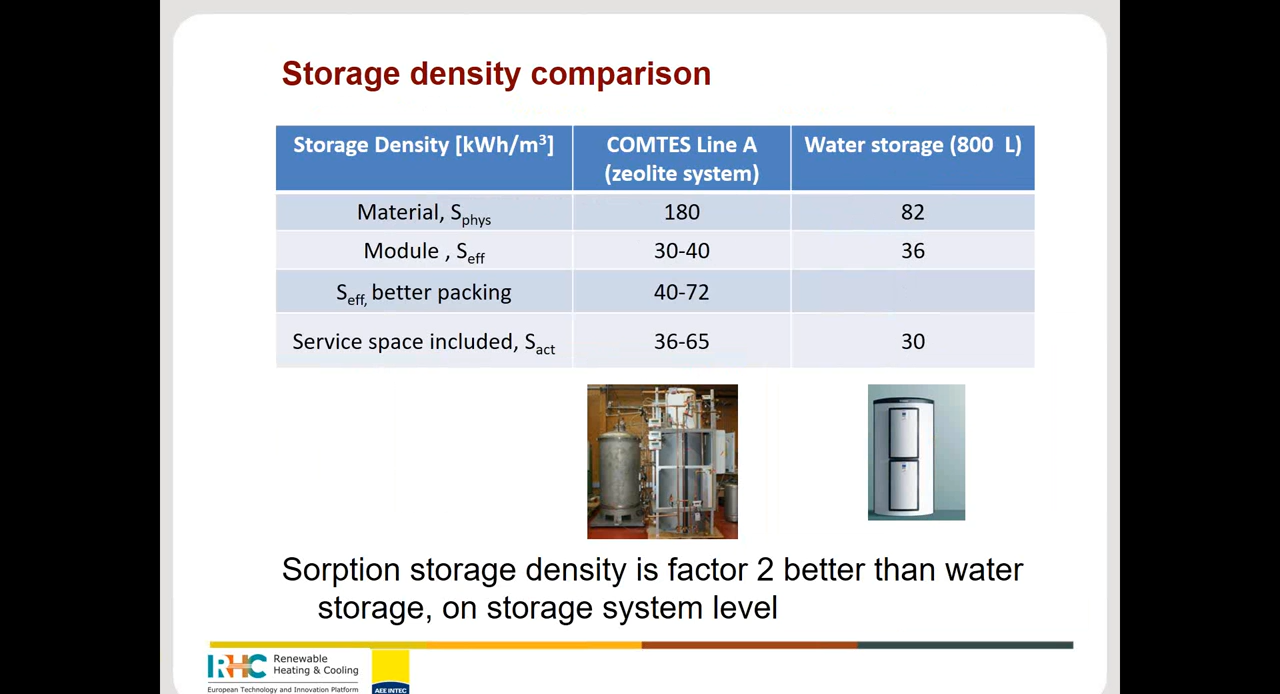 Storage density comparison
Storage Density [kWh/m³]
COMTES Line A
(zeolite system)
Water storage (800 L)
Material, Sphys
180
82
Module , Seff
30-40
36
Seff, better packing
40-72
Service space included, Sact
36-65
30
Sorption storage density is factor 2 better than water
storage, on storage system level
RHC
Renewable
Heating & Cooling
European Technology and Innovation Platform
AEE INTEC